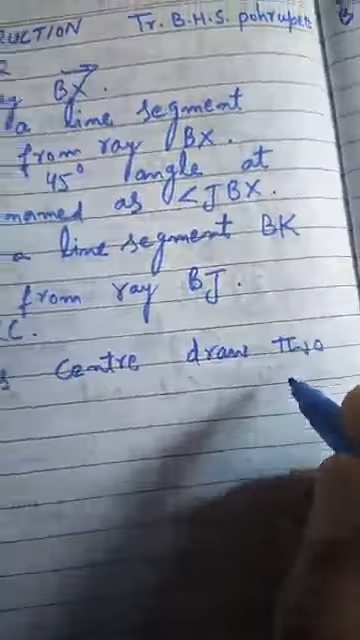 RUCTION Tr. B.H.S. pohrupeth
BX.
a line segment
from ray BX.
45° angle at
named as <JBX.
a line segment BK
from ray BJ.
C.
Centre draw two